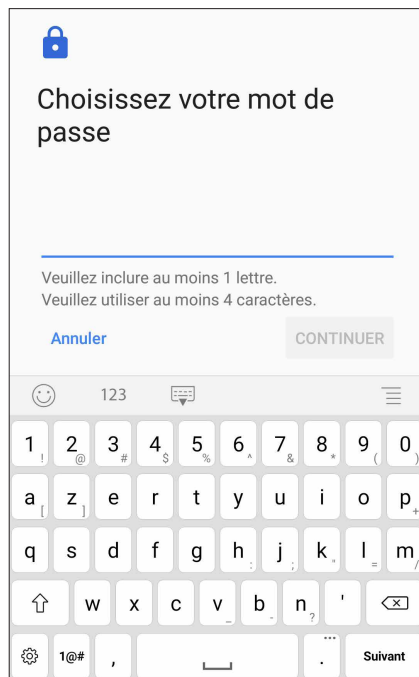 Choisissez votre mot de
passe
Veuillez inclure au moins 1 lettre.
Veuillez utiliser au moins 4 caractères.
Annuler CONTINUER
123
1 ! 2 @ 3 # 4 $ 5 % 6 ^ 7 & 8 * 9 ( 0 )
a [ z ] e r t y u i o p +
q s d f g h : j ; k " l = m /
w x c v _ b - n ? '
1@# , . ... Suivant